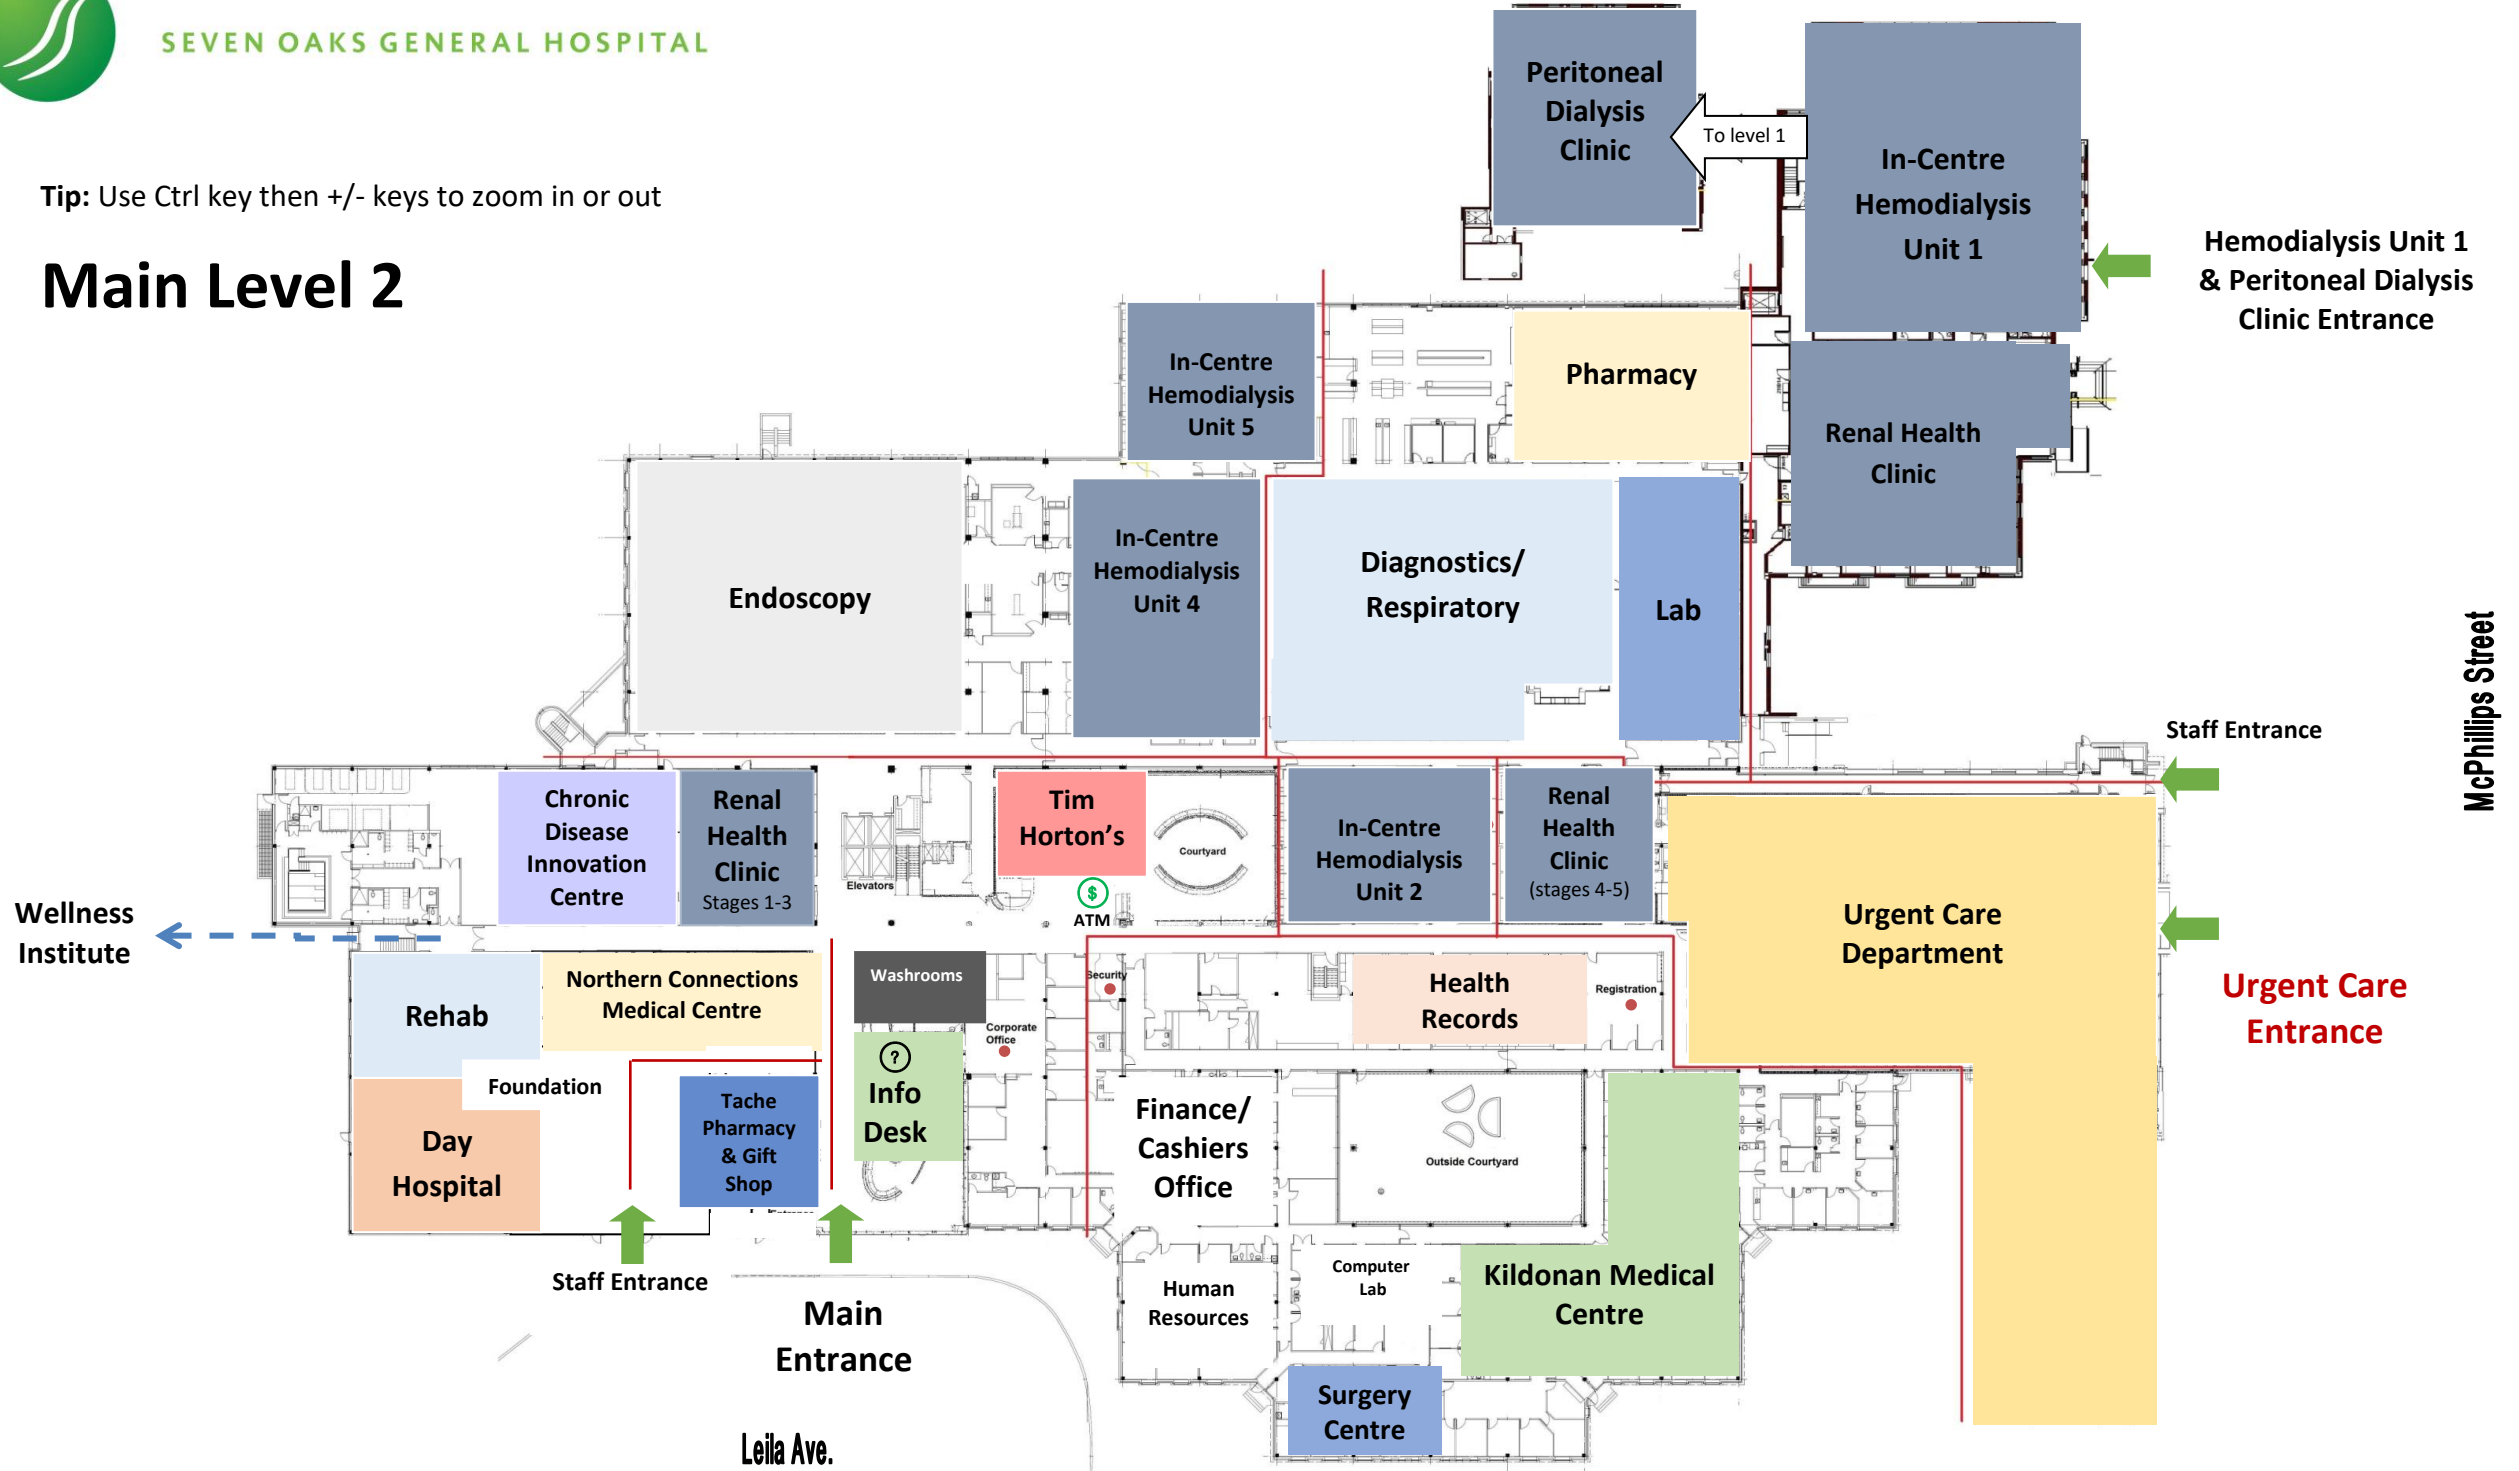 SEVEN OAKS GENERAL HOSPITAL
Tip: Use Ctrl key then +/- keys to zoom in or out
Main Level 2
Peritoneal
Dialysis
Clinic
To level 1
In-Centre
Hemodialysis
Unit 1
Hemodialysis Unit 1
& Peritoneal Dialysis
Clinic Entrance
In-Centre
Hemodialysis
Unit 5
Pharmacy
Renal Health
Clinic
Endoscopy
In-Centre
Hemodialysis
Unit 4
Diagnostics/
Respiratory
Lab
McPhillips Street
Staff Entrance
Chronic
Disease
Innovation
Centre
Renal
Health
Clinic
Stages 1-3
Elevators
Tim
Horton’s
$
ATM
Courtyard
In-Centre
Hemodialysis
Unit 2
Renal
Health
Clinic
(stages 4-5)
Urgent Care
Department
Urgent Care
Entrance
Wellness
Institute
Rehab
Northern Connections
Medical Centre
Washrooms
Corporate
Office
Security
Health
Records
Registration
Foundation
Day
Hospital
Tache
Pharmacy
& Gift
Shop
?
Info
Desk
Finance/
Cashiers
Office
Outside Courtyard
Staff Entrance
Main
Entrance
Human
Resources
Computer
Lab
Kildonan Medical
Centre
Surgery
Centre
Leila Ave.